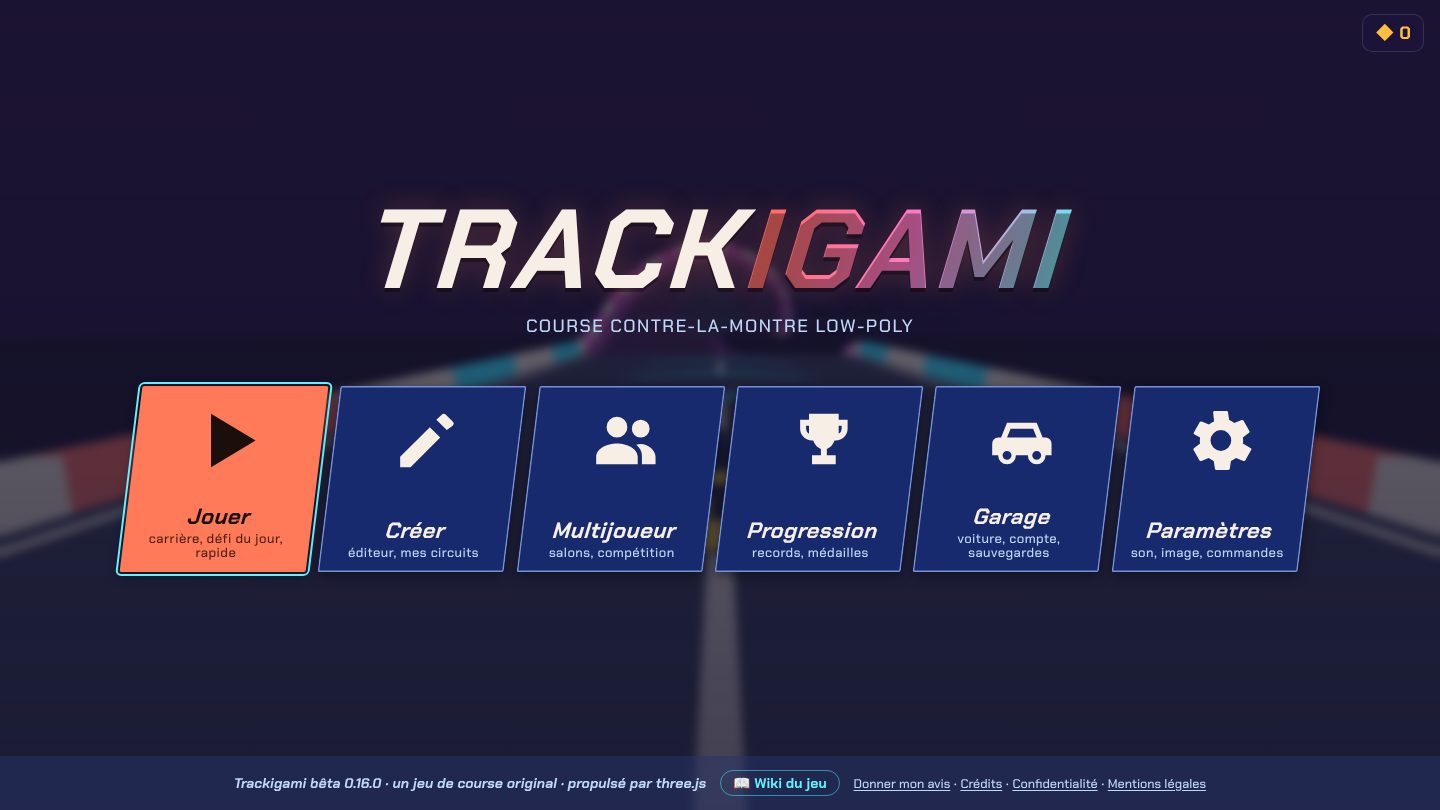 0
TRACKIGAMI
COURSE CONTRE-LA-MONTRE LOW-POLY
Jouer
carrière, défi du jour,
rapide
Créer
éditeur, mes circuits
Multijoueur
salons, compétition
Progression
records, médailles
Garage
voiture, compte,
sauvegardes
Paramètres
son, image, commandes
Trackigami bêta 0.16.0 · un jeu de course original · propulsé par three.js
📖 Wiki du jeu
Donner mon avis · Crédits · Confidentialité · Mentions légales